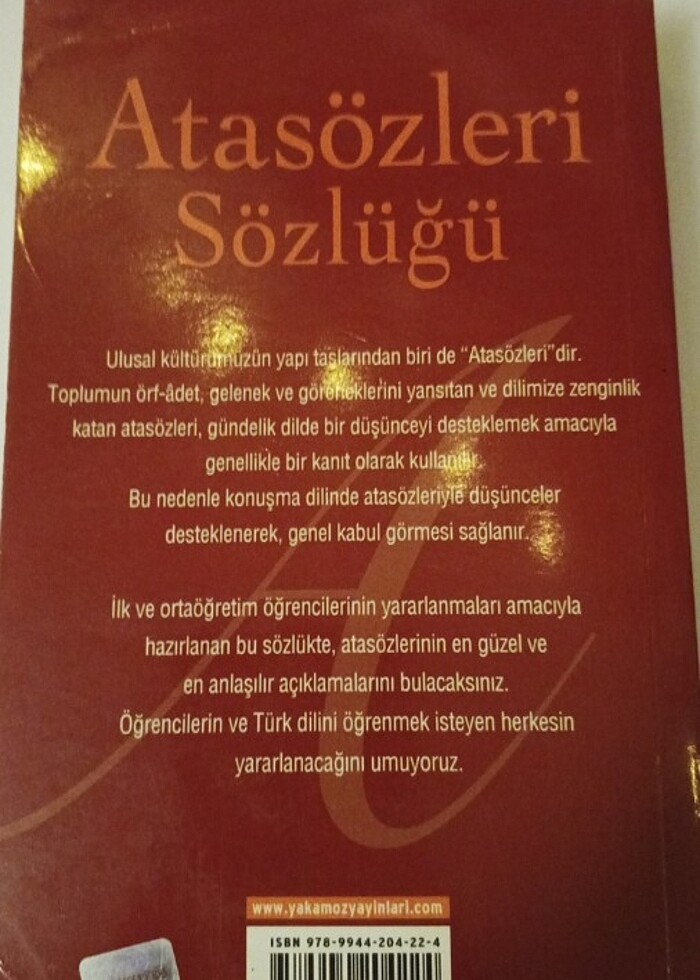 Atasözleri
Sözlüğü
Ulusal kültürümüzün yapı taşlarından biri de "Atasözleri"dir.
Toplumun örf-âdet, gelenek ve göreneklerini yansıtan ve dilimize zenginlik
katan atasözleri, gündelik dilde bir düşünceyi desteklemek amacıyla
genellikle bir kanıt olarak kullanılır.
Bu nedenle konuşma dilinde atasözleriyle düşünceler
desteklenerek, genel kabul görmesi sağlanır.
İlk ve ortaöğretim öğrencilerinin yararlanmaları amacıyla
hazırlanan bu sözlükte, atasözlerinin en güzel ve
en anlaşılır açıklamalarını bulacaksınız.
Öğrencilerin ve Türk dilini öğrenmek isteyen herkesin
yararlanacağını umuyoruz.
www.yakamozyayinlari.com
ISBN 978-9944-204-22-4